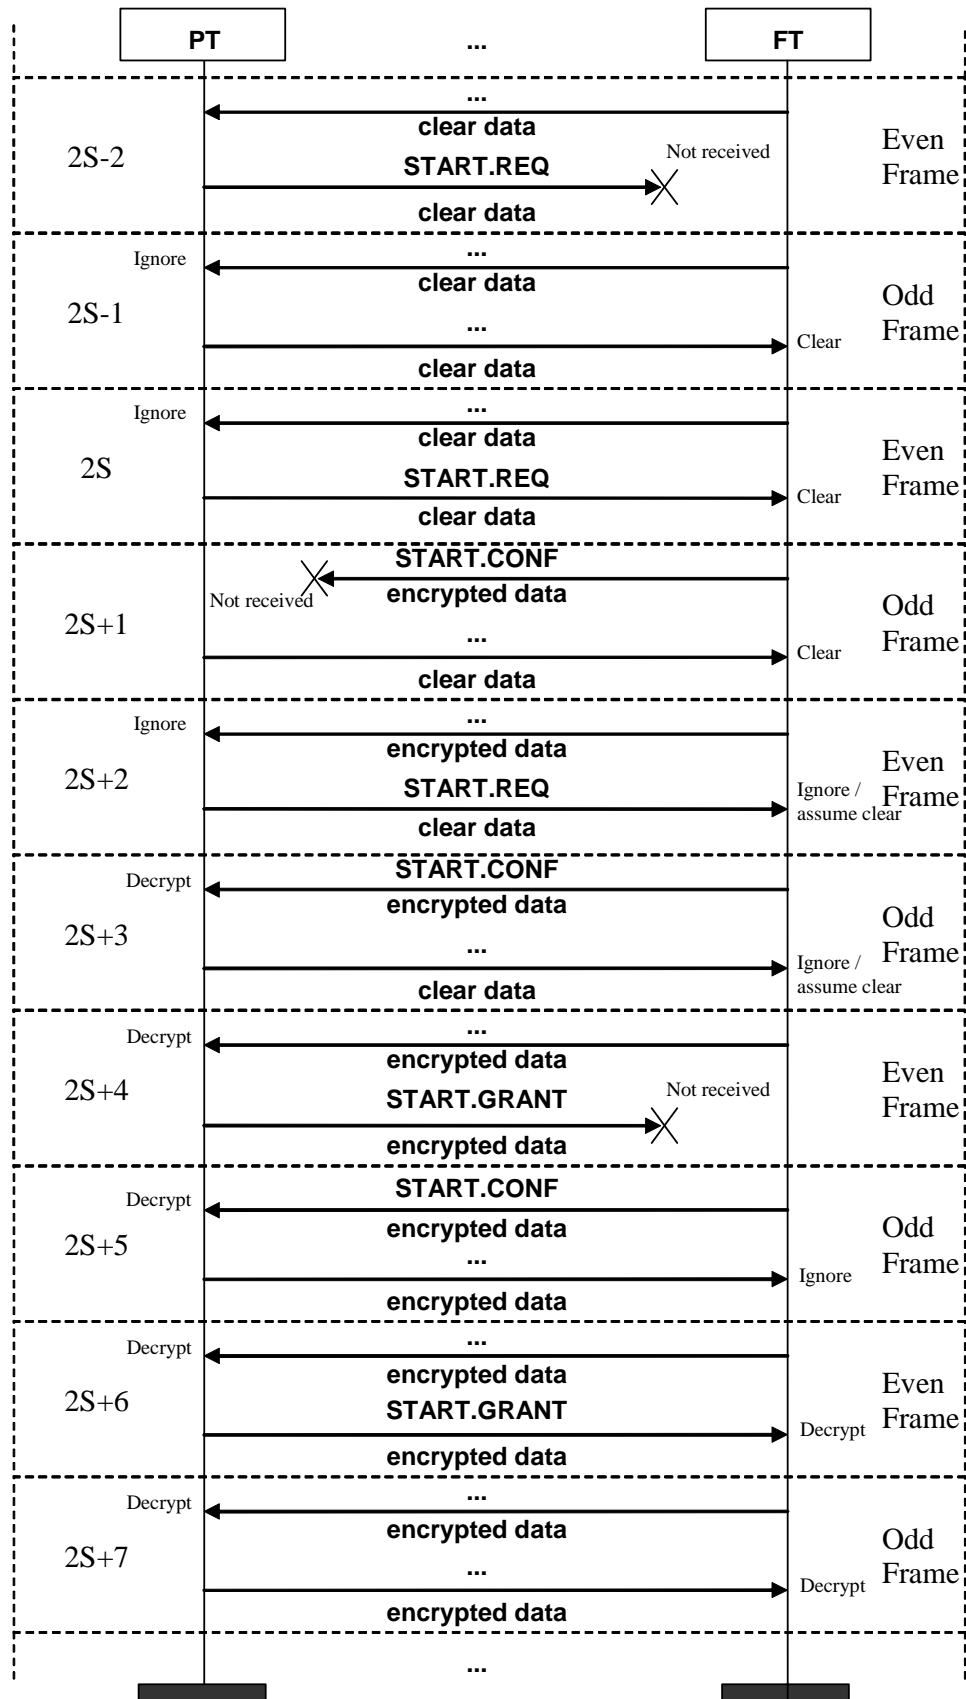 PT ... FT
...
clear data
2S-2
START.REQ
Not received
clear data
Even
Frame
Ignore
...
clear data
2S-1
...
Clear
clear data
Odd
Frame
Ignore
...
clear data
2S
START.REQ
Clear
clear data
Even
Frame
START.CONF
Not received
encrypted data
2S+1
...
Clear
clear data
Odd
Frame
Ignore
...
encrypted data
2S+2
START.REQ
Ignore /
assume clear
clear data
Even
Frame
Decrypt
START.CONF
encrypted data
2S+3
...
Ignore /
assume clear
clear data
Odd
Frame
Decrypt
...
encrypted data
2S+4
START.GRANT
Not received
encrypted data
Even
Frame
Decrypt
START.CONF
encrypted data
2S+5
...
Ignore
encrypted data
Odd
Frame
Decrypt
...
encrypted data
2S+6
START.GRANT
Decrypt
encrypted data
Even
Frame
Decrypt
...
encrypted data
2S+7
...
Decrypt
encrypted data
Odd
Frame
...